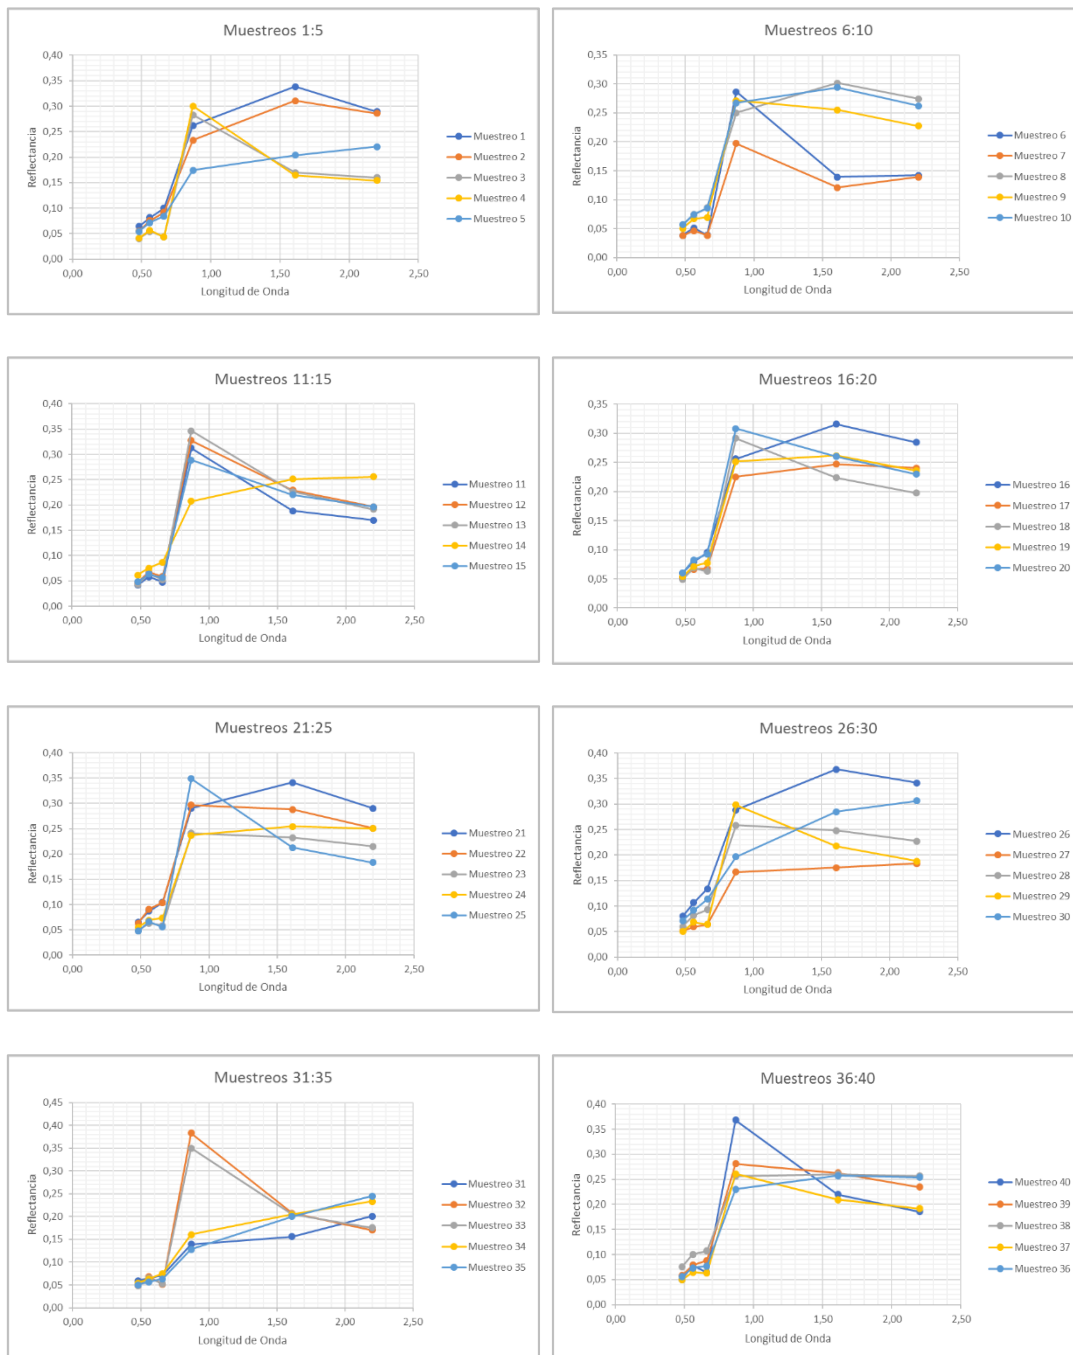 Muestreos 1:5
0,40
0,35
0,30
0,25
0,20
0,15
0,10
0,05
0,00
Reflectancia
0,00 0,50 1,00 1,50 2,00 2,50
Longitud de Onda
Muestreo 1
Muestreo 2
Muestreo 3
Muestreo 4
Muestreo 5
Muestreos 6:10
0,35
0,30
0,25
0,20
0,15
0,10
0,05
0,00
Reflectancia
0,00 0,50 1,00 1,50 2,00 2,50
Longitud de Onda
Muestreo 6
Muestreo 7
Muestreo 8
Muestreo 9
Muestreo 10
Muestreos 11:15
0,40
0,35
0,30
0,25
0,20
0,15
0,10
0,05
0,00
Reflectancia
0,00 0,50 1,00 1,50 2,00 2,50
Longitud de Onda
Muestreo 11
Muestreo 12
Muestreo 13
Muestreo 14
Muestreo 15
Muestreos 16:20
0,35
0,30
0,25
0,20
0,15
0,10
0,05
0,00
Reflectancia
0,00 0,50 1,00 1,50 2,00 2,50
Longitud de Onda
Muestreo 16
Muestreo 17
Muestreo 18
Muestreo 19
Muestreo 20
Muestreos 21:25
0,40
0,35
0,30
0,25
0,20
0,15
0,10
0,05
0,00
Reflectancia
0,00 0,50 1,00 1,50 2,00 2,50
Longitud de Onda
Muestreo 21
Muestreo 22
Muestreo 23
Muestreo 24
Muestreo 25
Muestreos 26:30
0,40
0,35
0,30
0,25
0,20
0,15
0,10
0,05
0,00
Reflectancia
0,00 0,50 1,00 1,50 2,00 2,50
Longitud de Onda
Muestreo 26
Muestreo 27
Muestreo 28
Muestreo 29
Muestreo 30
Muestreos 31:35
0,45
0,40
0,35
0,30
0,25
0,20
0,15
0,10
0,05
0,00
Reflectancia
0,00 0,50 1,00 1,50 2,00 2,50
Longitud de Onda
Muestreo 31
Muestreo 32
Muestreo 33
Muestreo 34
Muestreo 35
Muestreos 36:40
0,40
0,35
0,30
0,25
0,20
0,15
0,10
0,05
0,00
Reflectancia
0,00 0,50 1,00 1,50 2,00 2,50
Longitud de Onda
Muestreo 40
Muestreo 39
Muestreo 38
Muestreo 37
Muestreo 36